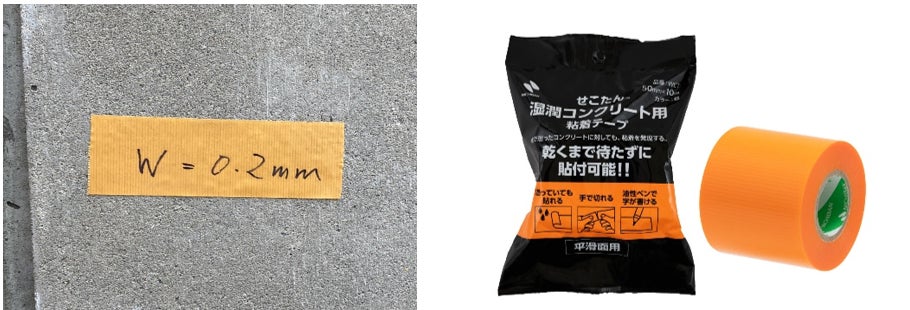 W = 0.2mm
せこたん
湿潤コンクリート用
粘着テープ
乾くまで待たずに
貼付可能!!
湿っていても
貼れる
手で切れる
油性ペンで
字が書ける
平滑面用